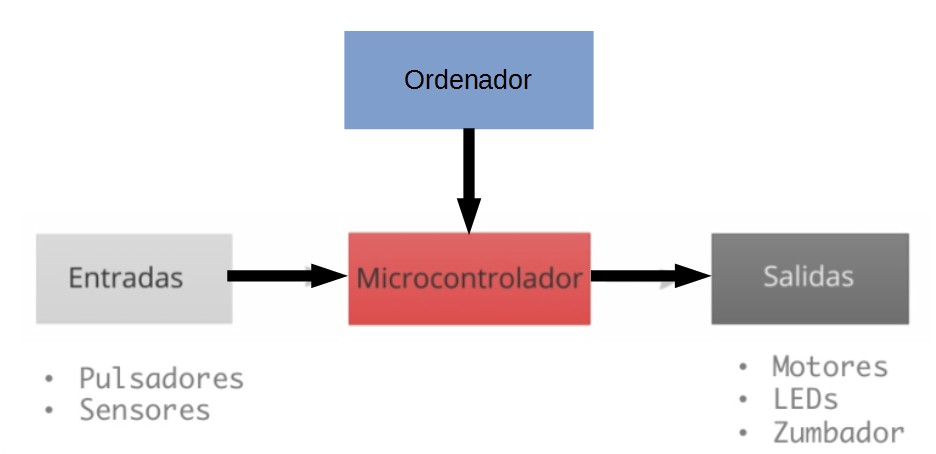 Ordenador
Entradas
Microcontrolador
Salidas
• Pulsadores
• Sensores
• Motores
• LEDs
• Zumbador